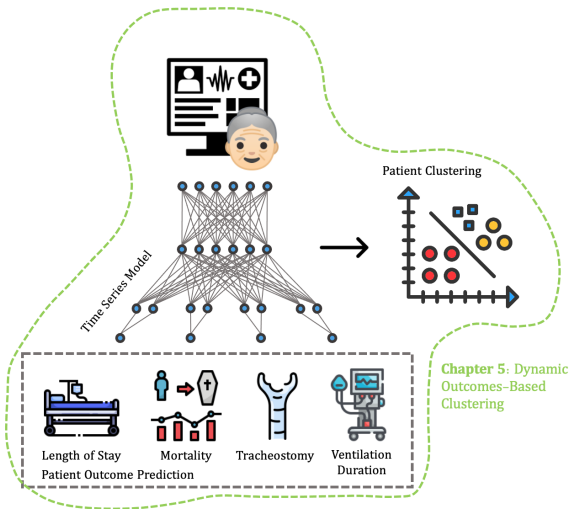 Patient Clustering
Time Series Model
Chapter 5: Dynamic
Outcomes-Based
Clustering
Length of Stay
Mortality
Tracheostomy
Ventilation
Duration
Patient Outcome Prediction